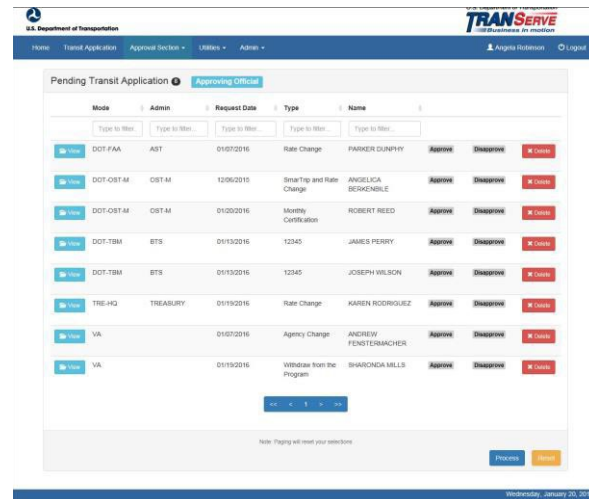 U.S. Department of Transportation
U.S. Department of Transportation
TRANSERVE
Business in motion
Home Transit Application Approval Section Utilities Admin Angela Robinson Logout
Pending Transit Application 8 Approving Official
Mode Admin Request Date Type Name
Type to filter... Type to filter... Type to filter... Type to filter... Type to filter...
View DOT-FAA AST 01/07/2016 Rate Change PARKER DUNPHY Approve Disapprove Delete
View DOT-OST-M OST-M 12/06/2015 SmarTrip and Rate ANGELICA Approve Disapprove Delete
Change BERKENBILE
View DOT-OST-M OST-M 01/20/2016 Monthly ROBERT REED Approve Disapprove Delete
Certification
View DOT-TBM BTS 01/13/2016 12345 JAMES PERRY Approve Disapprove Delete
View DOT-TBM BTS 01/13/2016 12345 JOSEPH WILSON Approve Disapprove Delete
View TRE-HQ TREASURY 01/19/2016 Rate Change KAREN RODRIGUEZ Approve Disapprove Delete
View VA 01/07/2016 Agency Change ANDREW Approve Disapprove Delete
FENSTERMACHER
View VA 01/19/2016 Withdraw from the SHARONDA MILLS Approve Disapprove Delete
Program
<< < 1 > >>
Note: Paging will reset your selections
Process Reset
Wednesday, January 20, 201